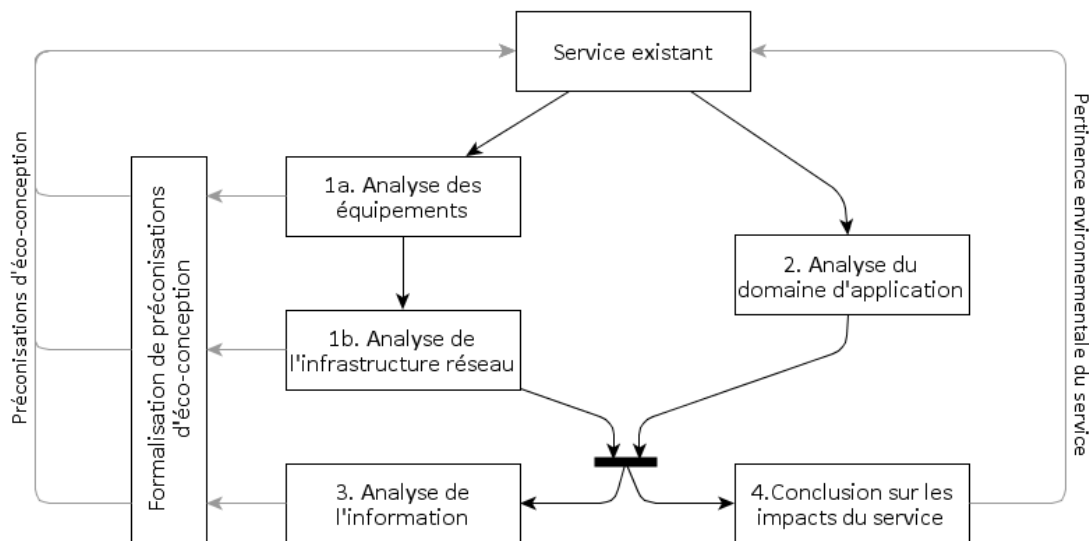 Service existant
1a. Analyse des
équipements
2. Analyse du
domaine d'application
1b. Analyse de
l'infrastructure réseau
3. Analyse de
l'information
4.Conclusion sur les
impacts du service
Formalisation de préconisations
d'éco-conception
Préconisations d'éco-conception
Pertinence environnementale du service